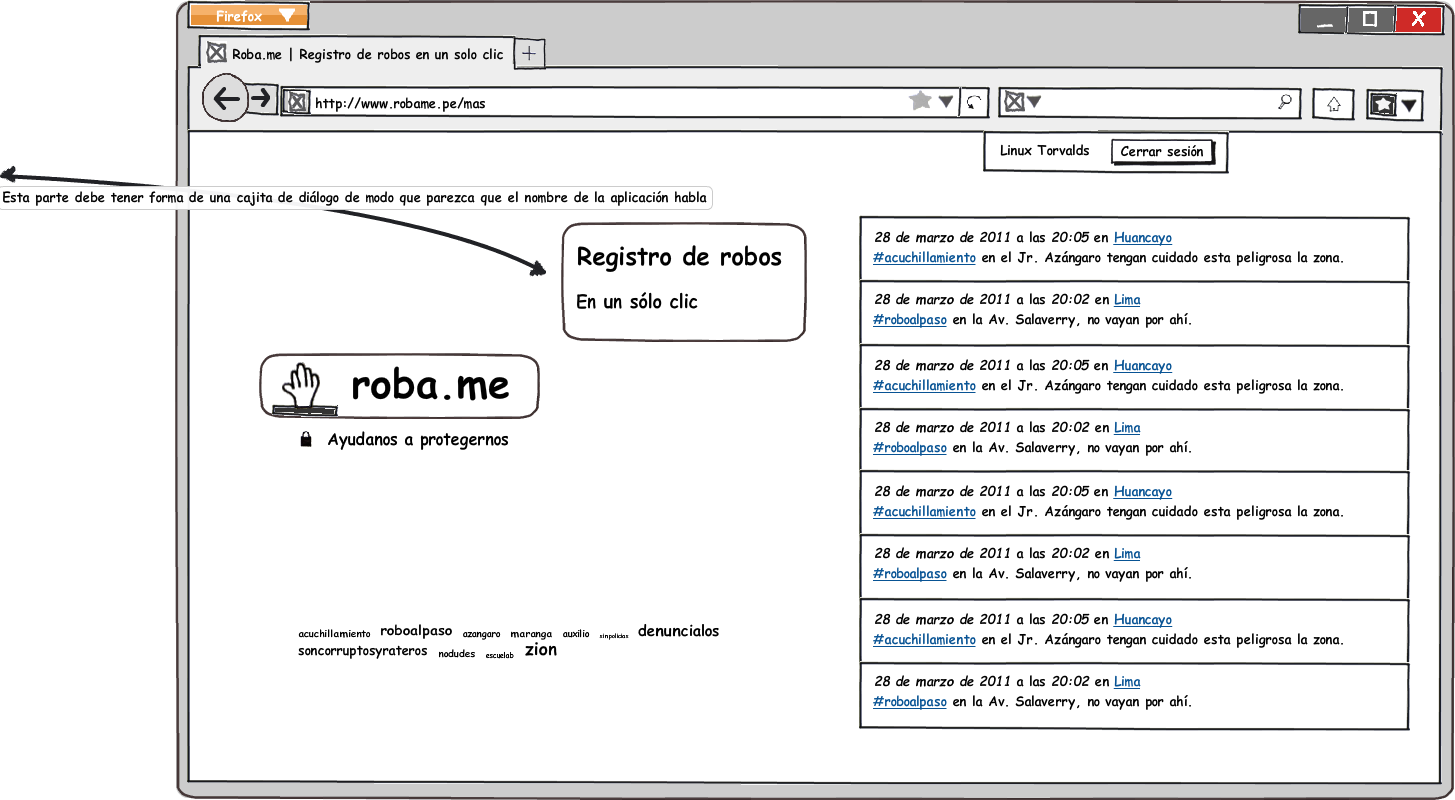 Firefox
Roba.me | Registro de robos en un solo clic
http://www.robame.pe/mas
Linux Torvalds
Cerrar sesión
Esta parte debe tener forma de una cajita de diálogo de modo que parezca que el nombre de la aplicación habla
Registro de robos
En un sólo clic
roba.me
Ayudanos a protegernos
acuchillamiento roboalpaso azangaro maranga auxilio sinpolicias denuncialos
soncorruptosyrateros nodudes escuelab zion
28 de marzo de 2011 a las 20:05 en Huancayo
#acuchillamiento en el Jr. Azángaro tengan cuidado esta peligrosa la zona.
28 de marzo de 2011 a las 20:02 en Lima
#roboalpaso en la Av. Salaverry, no vayan por ahí.
28 de marzo de 2011 a las 20:05 en Huancayo
#acuchillamiento en el Jr. Azángaro tengan cuidado esta peligrosa la zona.
28 de marzo de 2011 a las 20:02 en Lima
#roboalpaso en la Av. Salaverry, no vayan por ahí.
28 de marzo de 2011 a las 20:05 en Huancayo
#acuchillamiento en el Jr. Azángaro tengan cuidado esta peligrosa la zona.
28 de marzo de 2011 a las 20:02 en Lima
#roboalpaso en la Av. Salaverry, no vayan por ahí.
28 de marzo de 2011 a las 20:05 en Huancayo
#acuchillamiento en el Jr. Azángaro tengan cuidado esta peligrosa la zona.
28 de marzo de 2011 a las 20:02 en Lima
#roboalpaso en la Av. Salaverry, no vayan por ahí.